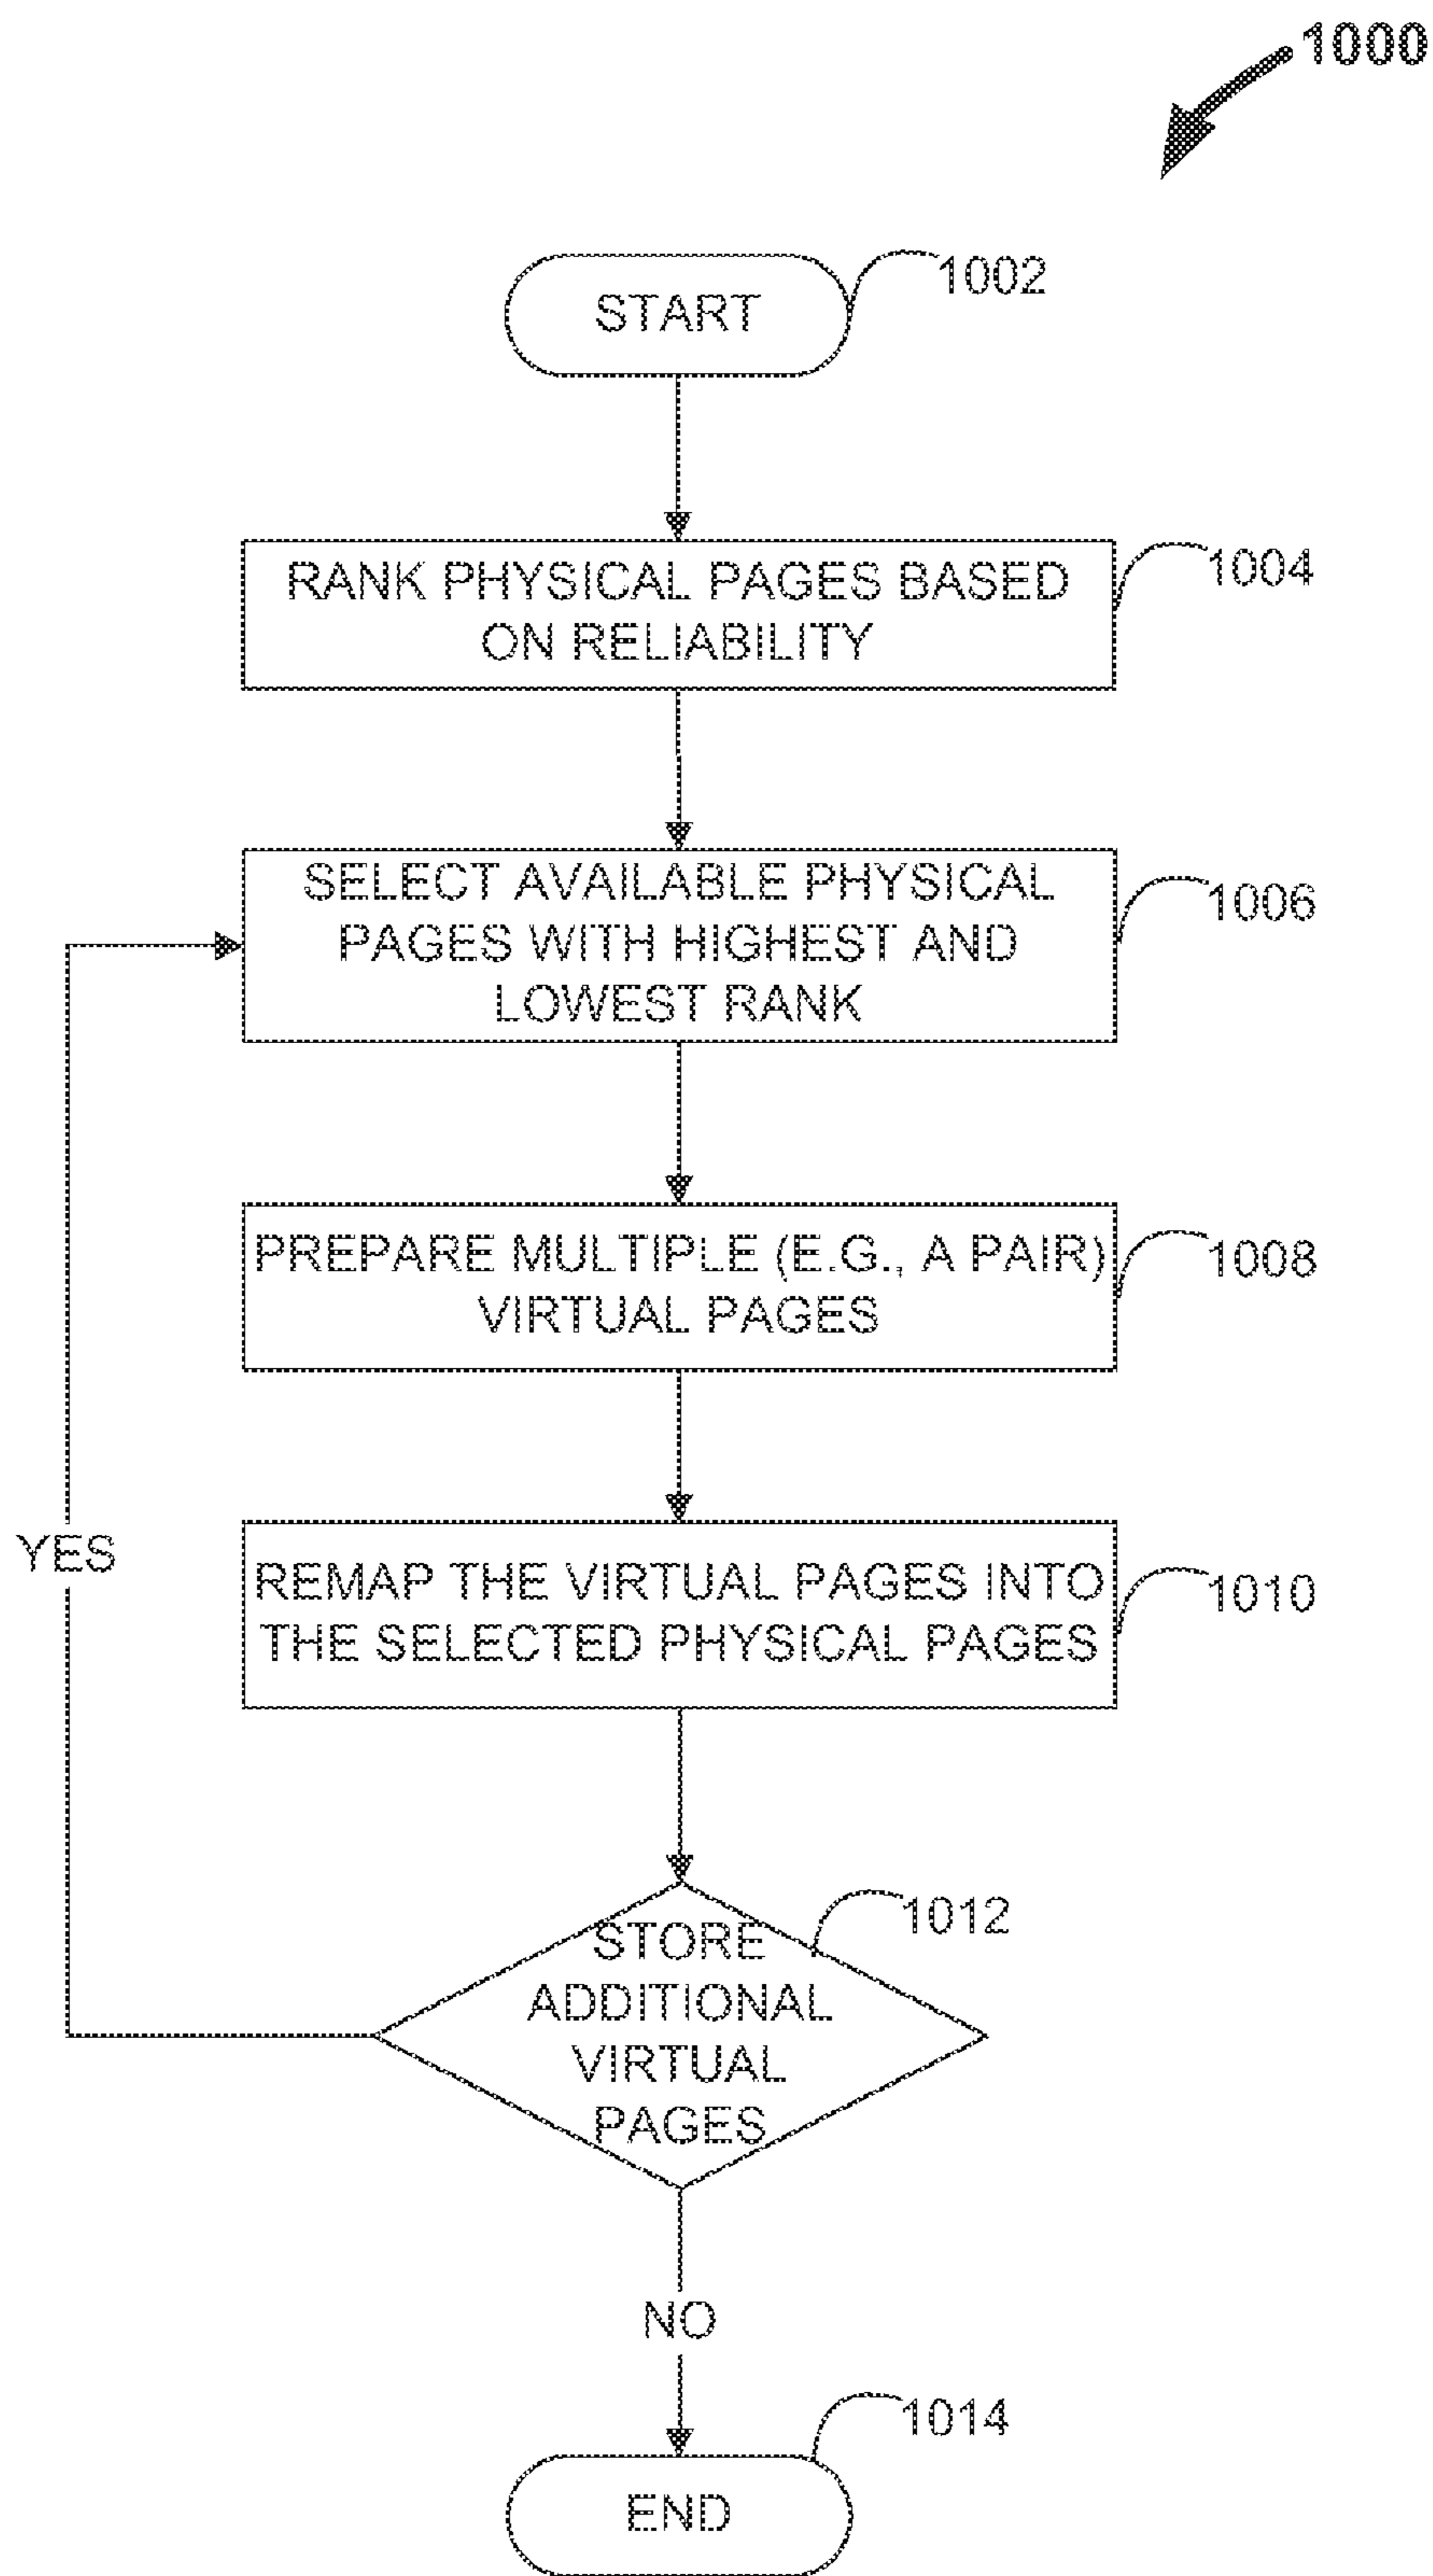 1000
START
1002
RANK PHYSICAL PAGES BASED
ON RELIABILITY
1004
SELECT AVAILABLE PHYSICAL
PAGES WITH HIGHEST AND
LOWEST RANK
1006
PREPARE MULTIPLE (E.G., A PAIR)
VIRTUAL PAGES
1008
YES
REMAP THE VIRTUAL PAGES INTO
THE SELECTED PHYSICAL PAGES
1010
STORE
ADDITIONAL
VIRTUAL
PAGES
1012
NO
1014
END